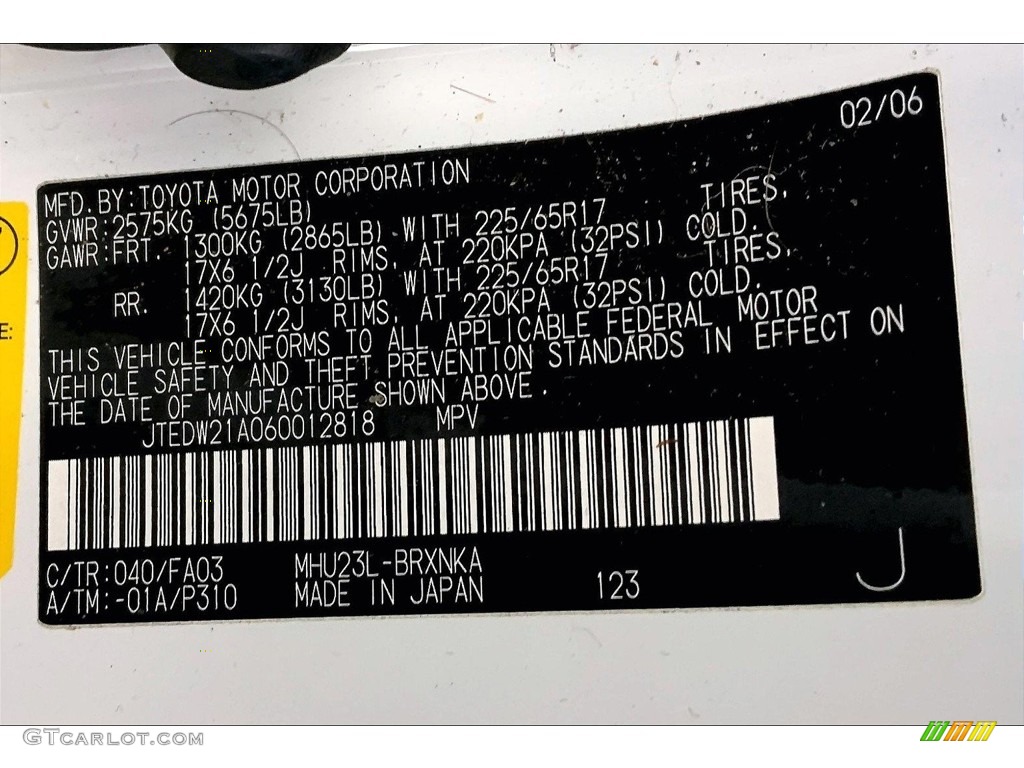 02/06
MFD. BY: TOYOTA MOTOR CORPORATION
GVWR: 2575KG (5675LB)
GAWR: FRT. 1300KG (2865LB) WITH 225/65R17 TIRES,
17X6 1/2J RIMS, AT 220KPA (32PSI) COLD.
RR. 1420KG (3130LB) WITH 225/65R17 TIRES,
17X6 1/2J RIMS, AT 220KPA (32PSI) COLD.
THIS VEHICLE CONFORMS TO ALL APPLICABLE FEDERAL MOTOR
VEHICLE SAFETY AND THEFT PREVENTION STANDARDS IN EFFECT ON
THE DATE OF MANUFACTURE SHOWN ABOVE.
JTEDW21A060012818 MPV
C/TR: 040/FA03 MHU23L-BRXNKA
A/TM: -01A/P310 MADE IN JAPAN 123
J
E:
GTCARLOT.COM